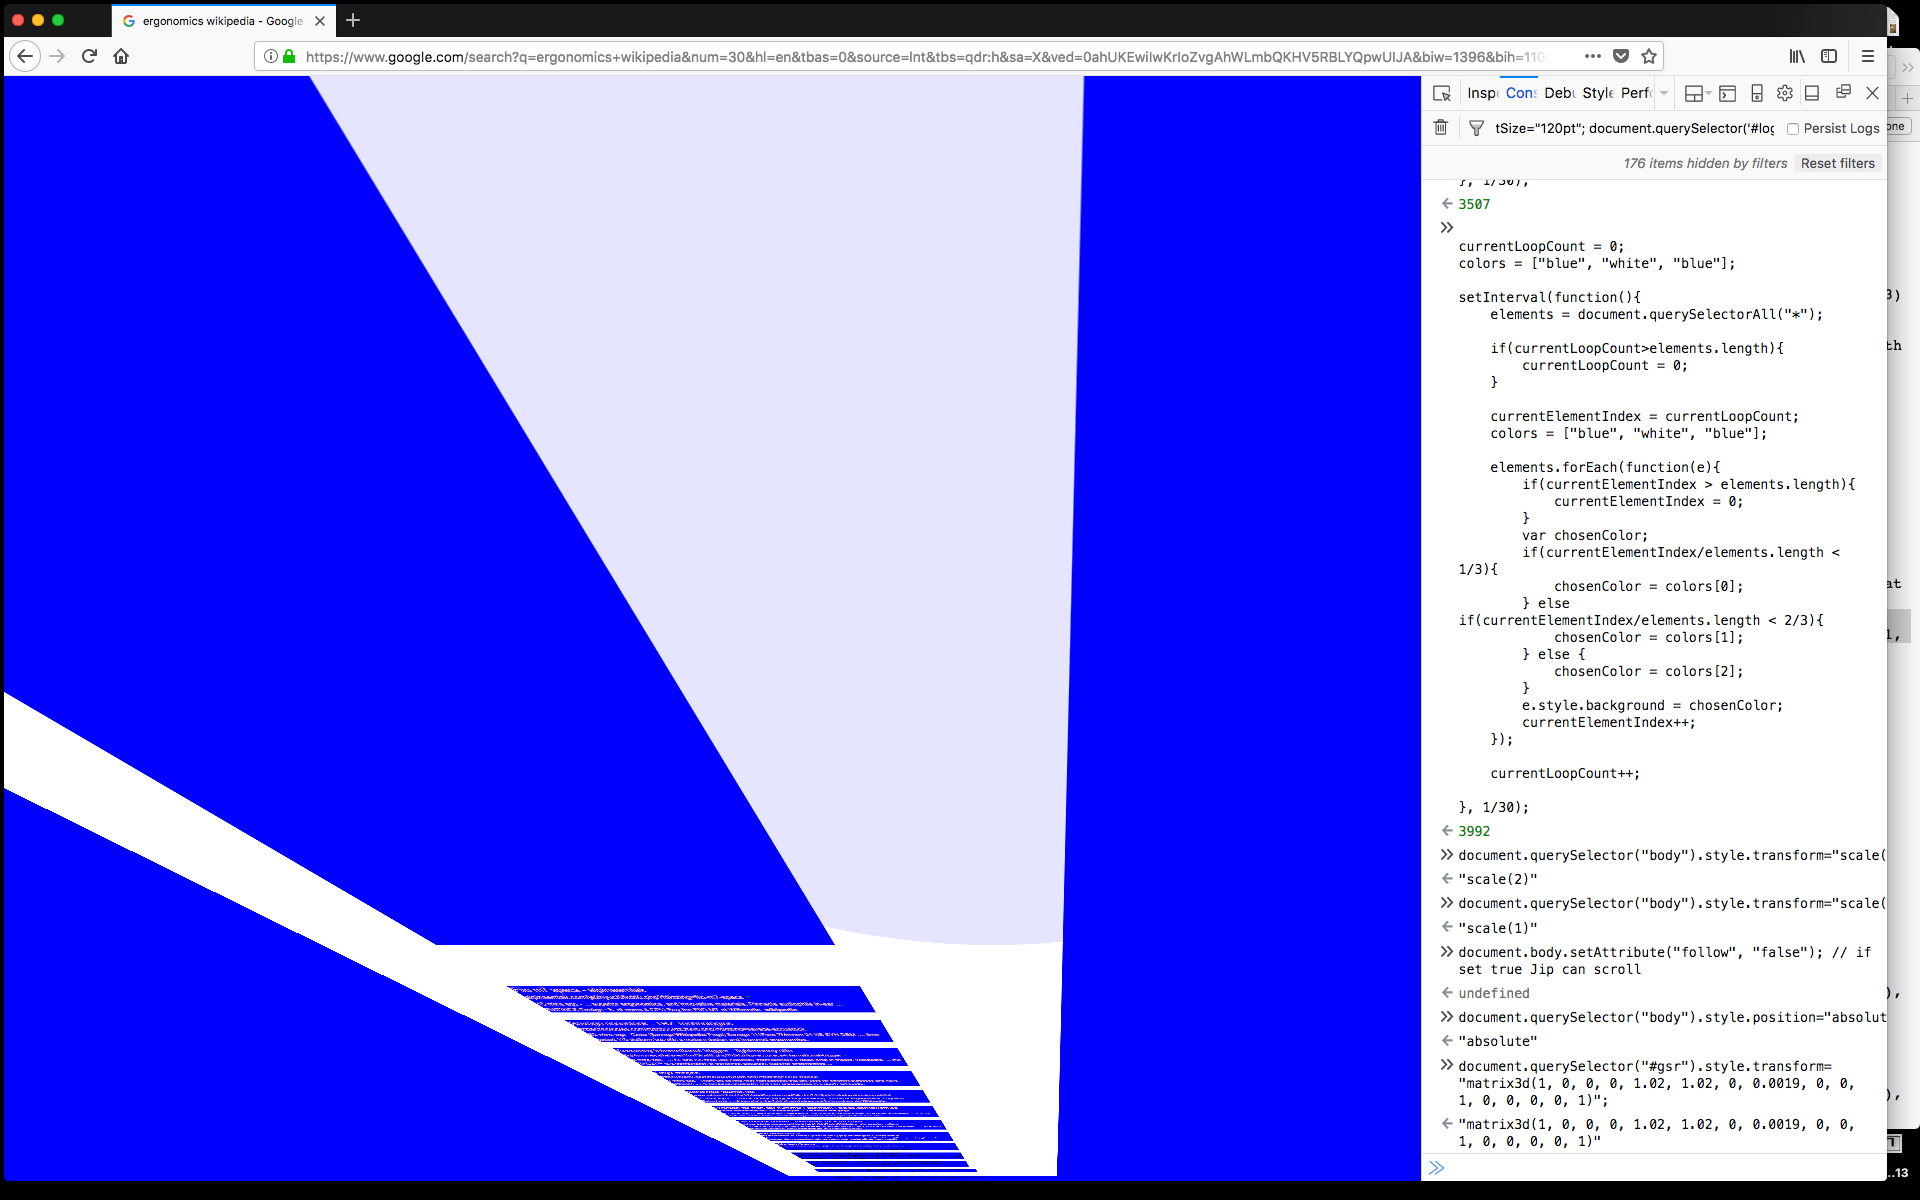 ergonomics wikipedia - Google
https://www.google.com/search?q=ergonomics+wikipedia&num=30&hl=en&tbas=0&source=lnt&tbs=qdr:h&sa=X&ved=
Insp Cons Debu Style Perf
tSize="120pt"; document.querySelector('#log
Persist Logs
176 items hidden by filters
Reset filters
}, 1/30);
3507
currentLoopCount = 0;
colors = ["blue", "white", "blue"];
setInterval(function(){
elements = document.querySelectorAll("*");
if(currentLoopCount>elements.length){
currentLoopCount = 0;
}
currentElementIndex = currentLoopCount;
colors = ["blue", "white", "blue"];
elements.forEach(function(e){
if(currentElementIndex > elements.length){
currentElementIndex = 0;
}
var chosenColor;
if(currentElementIndex/elements.length <
1/3){
chosenColor = colors[0];
} else
if(currentElementIndex/elements.length < 2/3){
chosenColor = colors[1];
} else {
chosenColor = colors[2];
}
e.style.background = chosenColor;
currentElementIndex++;
});
currentLoopCount++;
}, 1/30);
3992
document.querySelector("body").style.transform="scale(
"scale(2)"
document.querySelector("body").style.transform="scale(
"scale(1)"
document.body.setAttribute("follow", "false"); // if
set true Jip can scroll
undefined
document.querySelector("body").style.position="absolut
"absolute"
document.querySelector("#gsr").style.transform=
"matrix3d(1, 0, 0, 0, 1.02, 1.02, 0, 0.0019, 0, 0,
1, 0, 0, 0, 0, 1)";
"matrix3d(1, 0, 0, 0, 1.02, 1.02, 0, 0.0019, 0, 0,
1, 0, 0, 0, 0, 1)"
one
3)
th
at
1,
),
),
...13